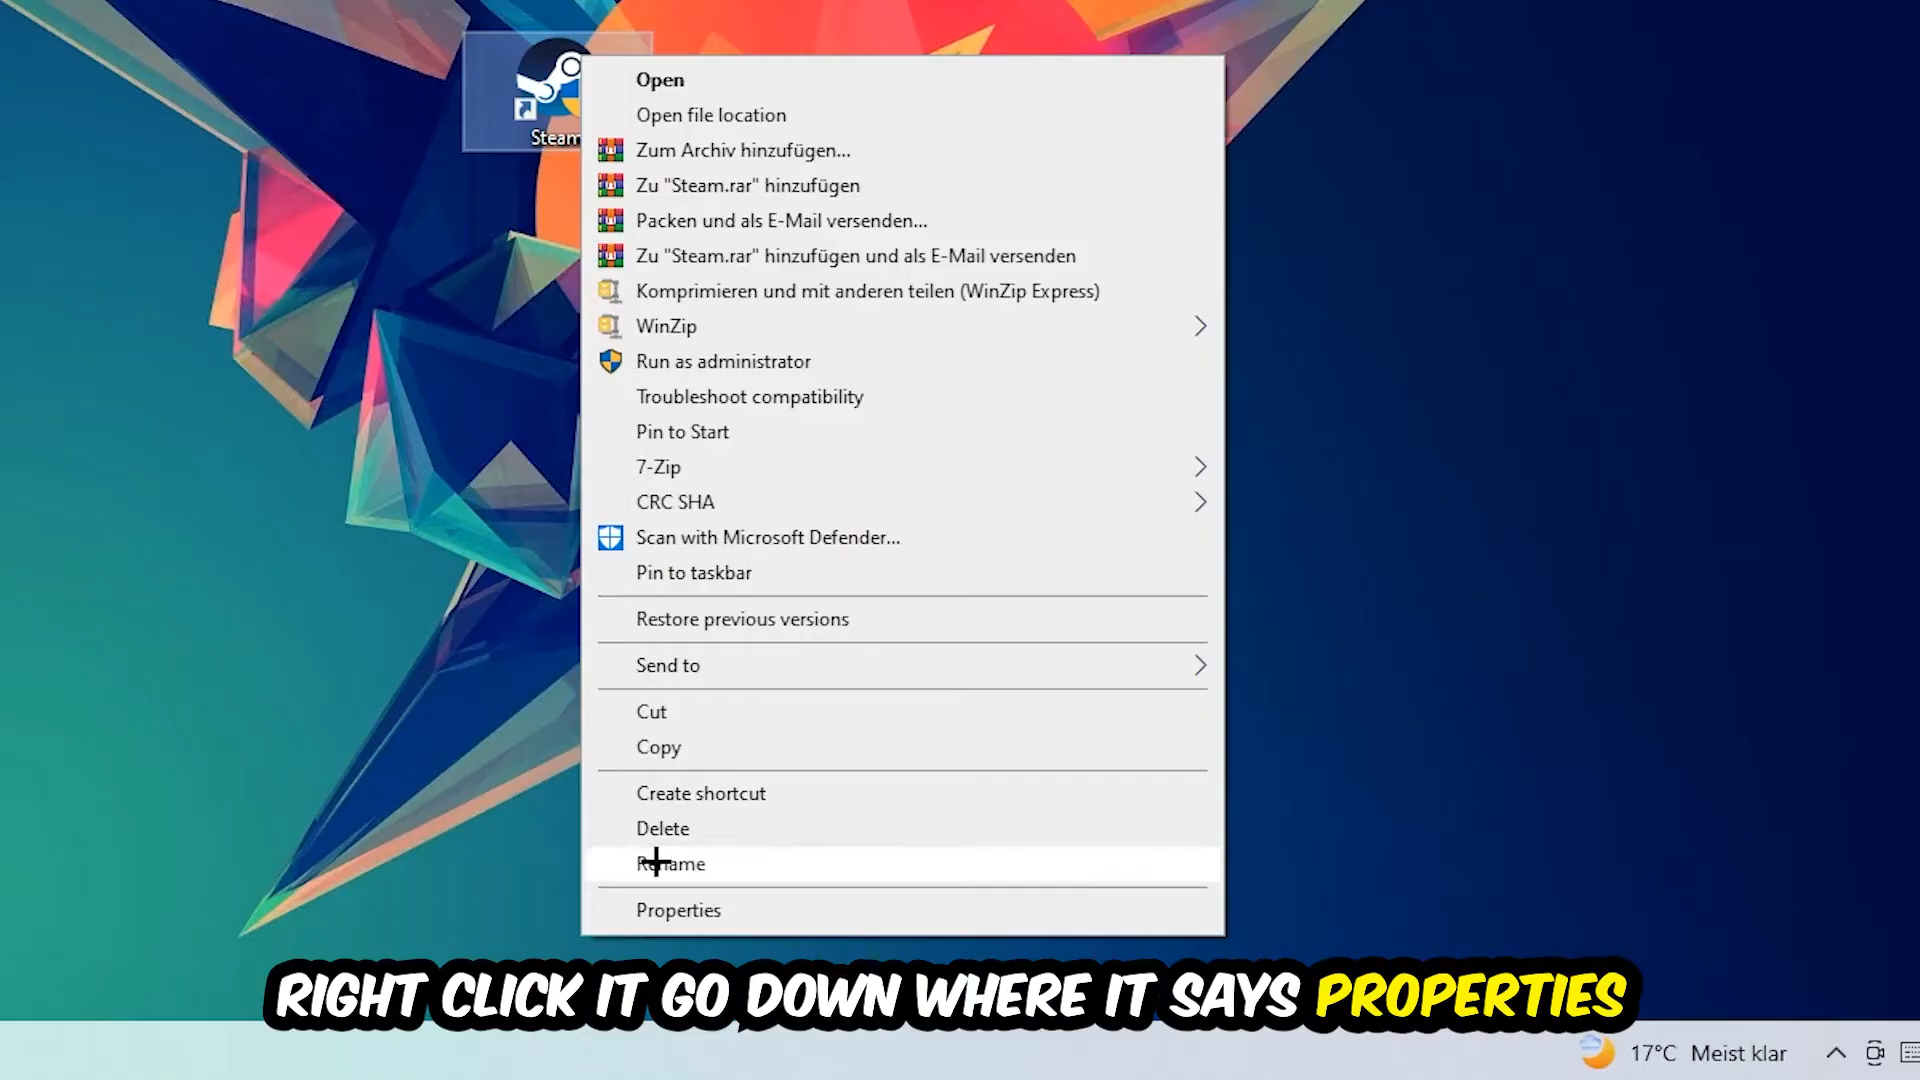 Steam
Open
Open file location
Zum Archiv hinzufügen...
Zu "Steam.rar" hinzufügen
Packen und als E-Mail versenden...
Zu "Steam.rar" hinzufügen und als E-Mail versenden
Komprimieren und mit anderen teilen (WinZip Express)
WinZip
Run as administrator
Troubleshoot compatibility
Pin to Start
7-Zip
CRC SHA
Scan with Microsoft Defender...
Pin to taskbar
Restore previous versions
Send to
Cut
Copy
Create shortcut
Delete
Rename
Properties
RIGHT CLICK IT GO DOWN WHERE IT SAYS PROPERTIES
17°C Meist klar